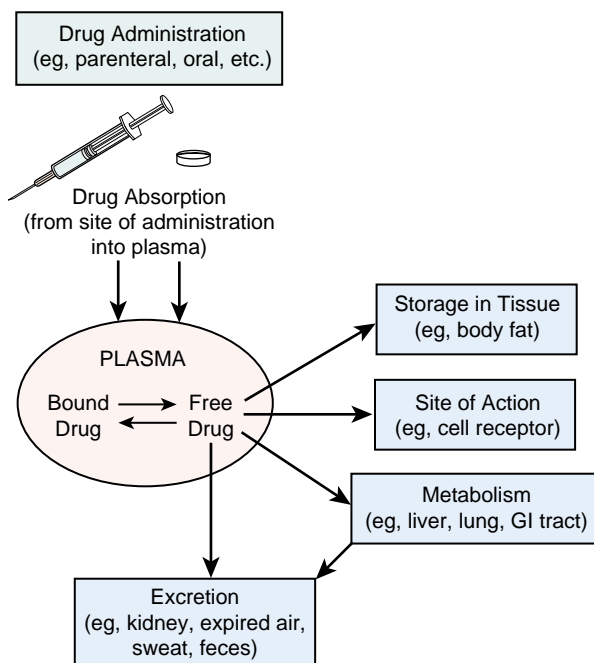 Drug Administration
(eg, parenteral, oral, etc.)
Drug Absorption
(from site of administration
into plasma)
PLASMA
Bound
Drug
Free
Drug
Storage in Tissue
(eg, body fat)
Site of Action
(eg, cell receptor)
Metabolism
(eg, liver, lung, GI tract)
Excretion
(eg, kidney, expired air,
sweat, feces)